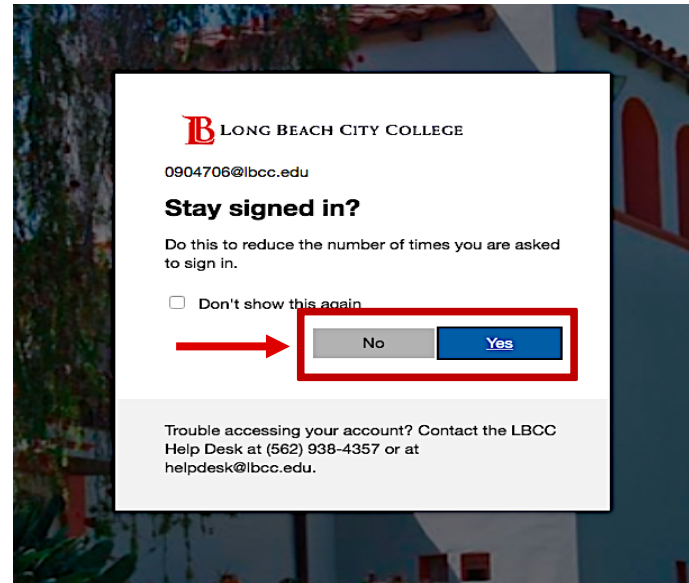 LONG BEACH CITY COLLEGE
0904706@lbcc.edu
Stay signed in?
Do this to reduce the number of times you are asked
to sign in.
Don't show this again
No Yes
Trouble accessing your account? Contact the LBCC
Help Desk at (562) 938-4357 or at
helpdesk@lbcc.edu.